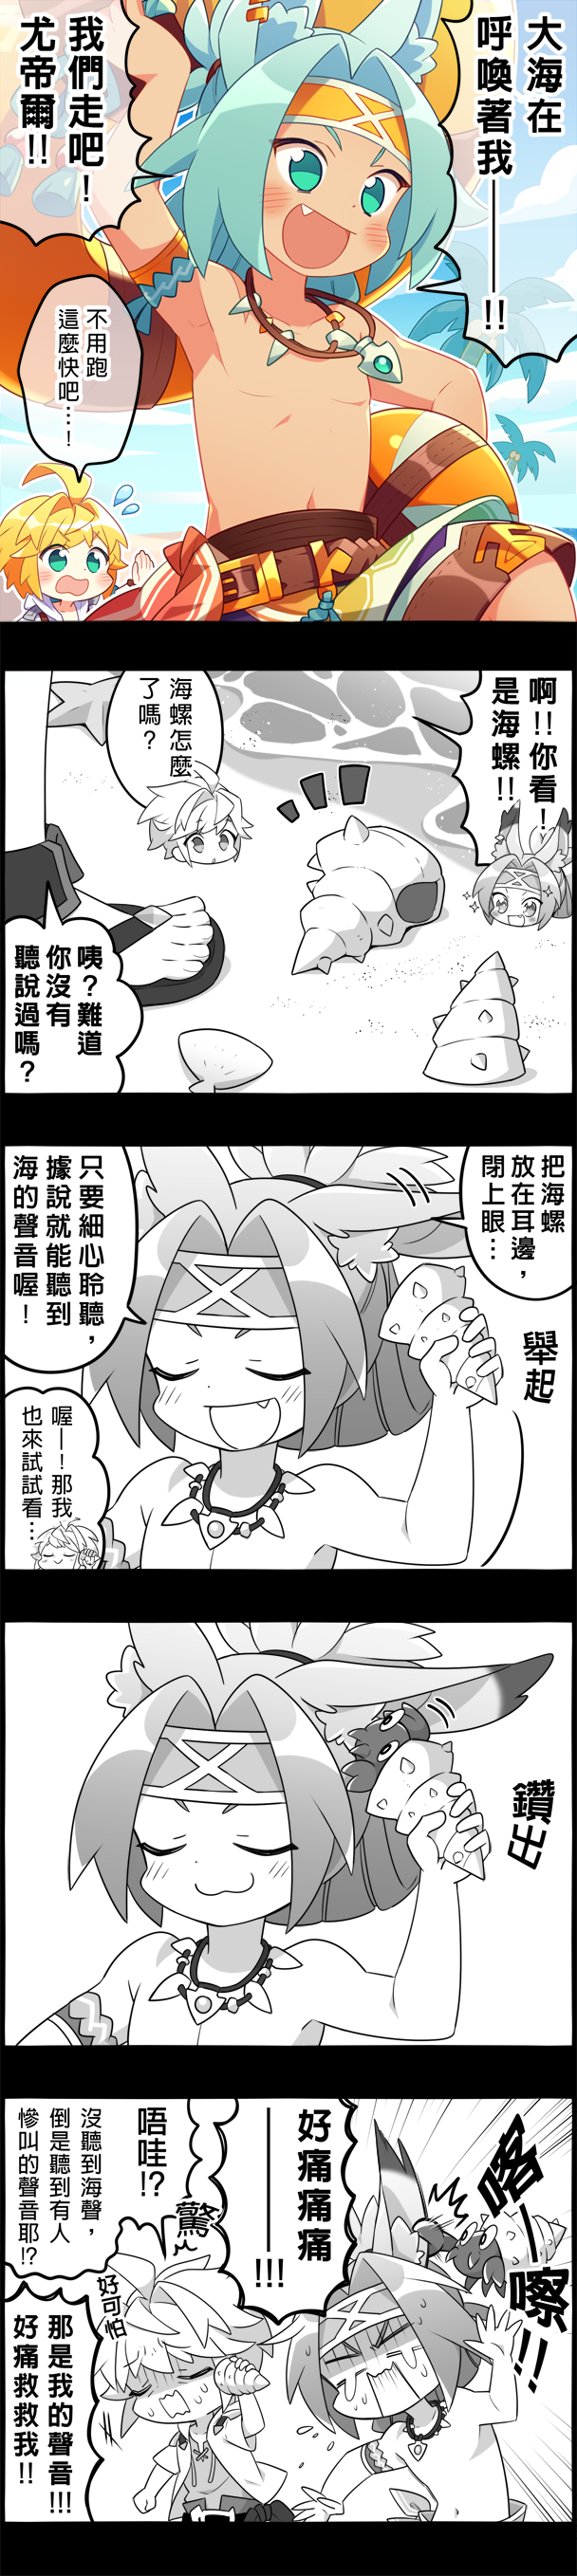 大海在
呼喚著我——!!
我們走吧!
尤帝爾!!
不用跑
這麼快吧…!
啊!!你看!
是海螺!!
海螺怎麼
了嗎?
咦?難道
你沒有
聽說過嗎?
把海螺
放在耳邊,
閉上眼…
舉起
只要細心聆聽,
據說就能聽到
海的聲音喔!
喔—!那我
也來試試看…
鑽出
喀—嚓!!
好痛痛痛
——!!!
唔哇!?
驚
沒聽到海聲,
倒是聽到有人
慘叫的聲音耶!?
好可怕
那是我的聲音!!!
好痛救救我!!